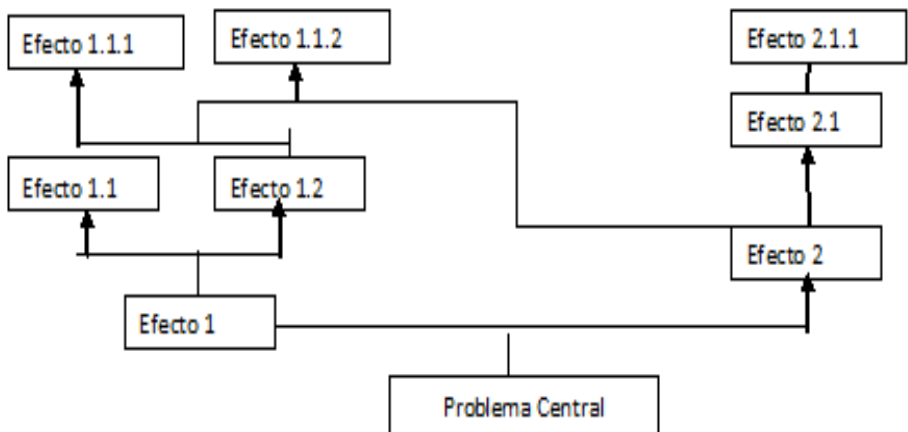 Efecto 1.1.1
Efecto 1.1.2
Efecto 2.1.1
Efecto 2.1
Efecto 1.1
Efecto 1.2
Efecto 2
Efecto 1
Problema Central